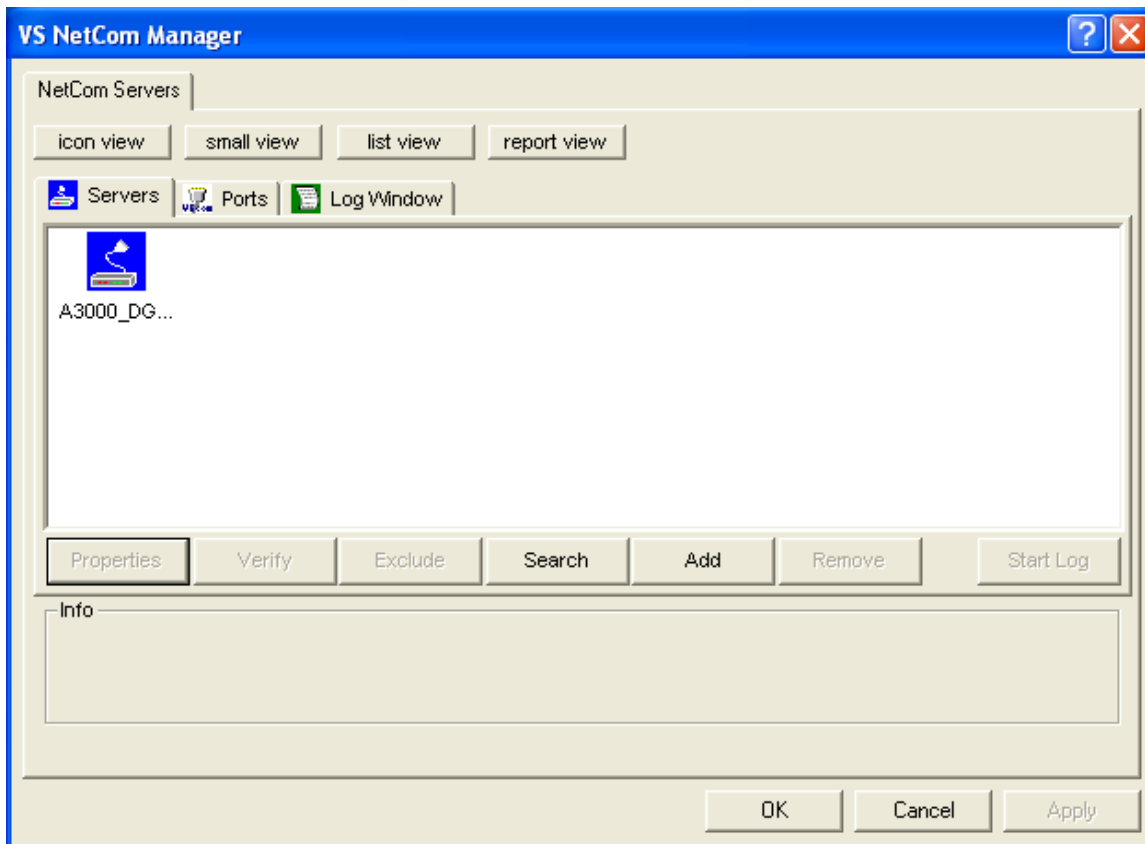 VS NetCom Manager
NetCom Servers
icon view small view list view report view
Servers Ports Log Window
A3000_DG...
Properties Verify Exclude Search Add Remove Start Log
Info
OK Cancel Apply